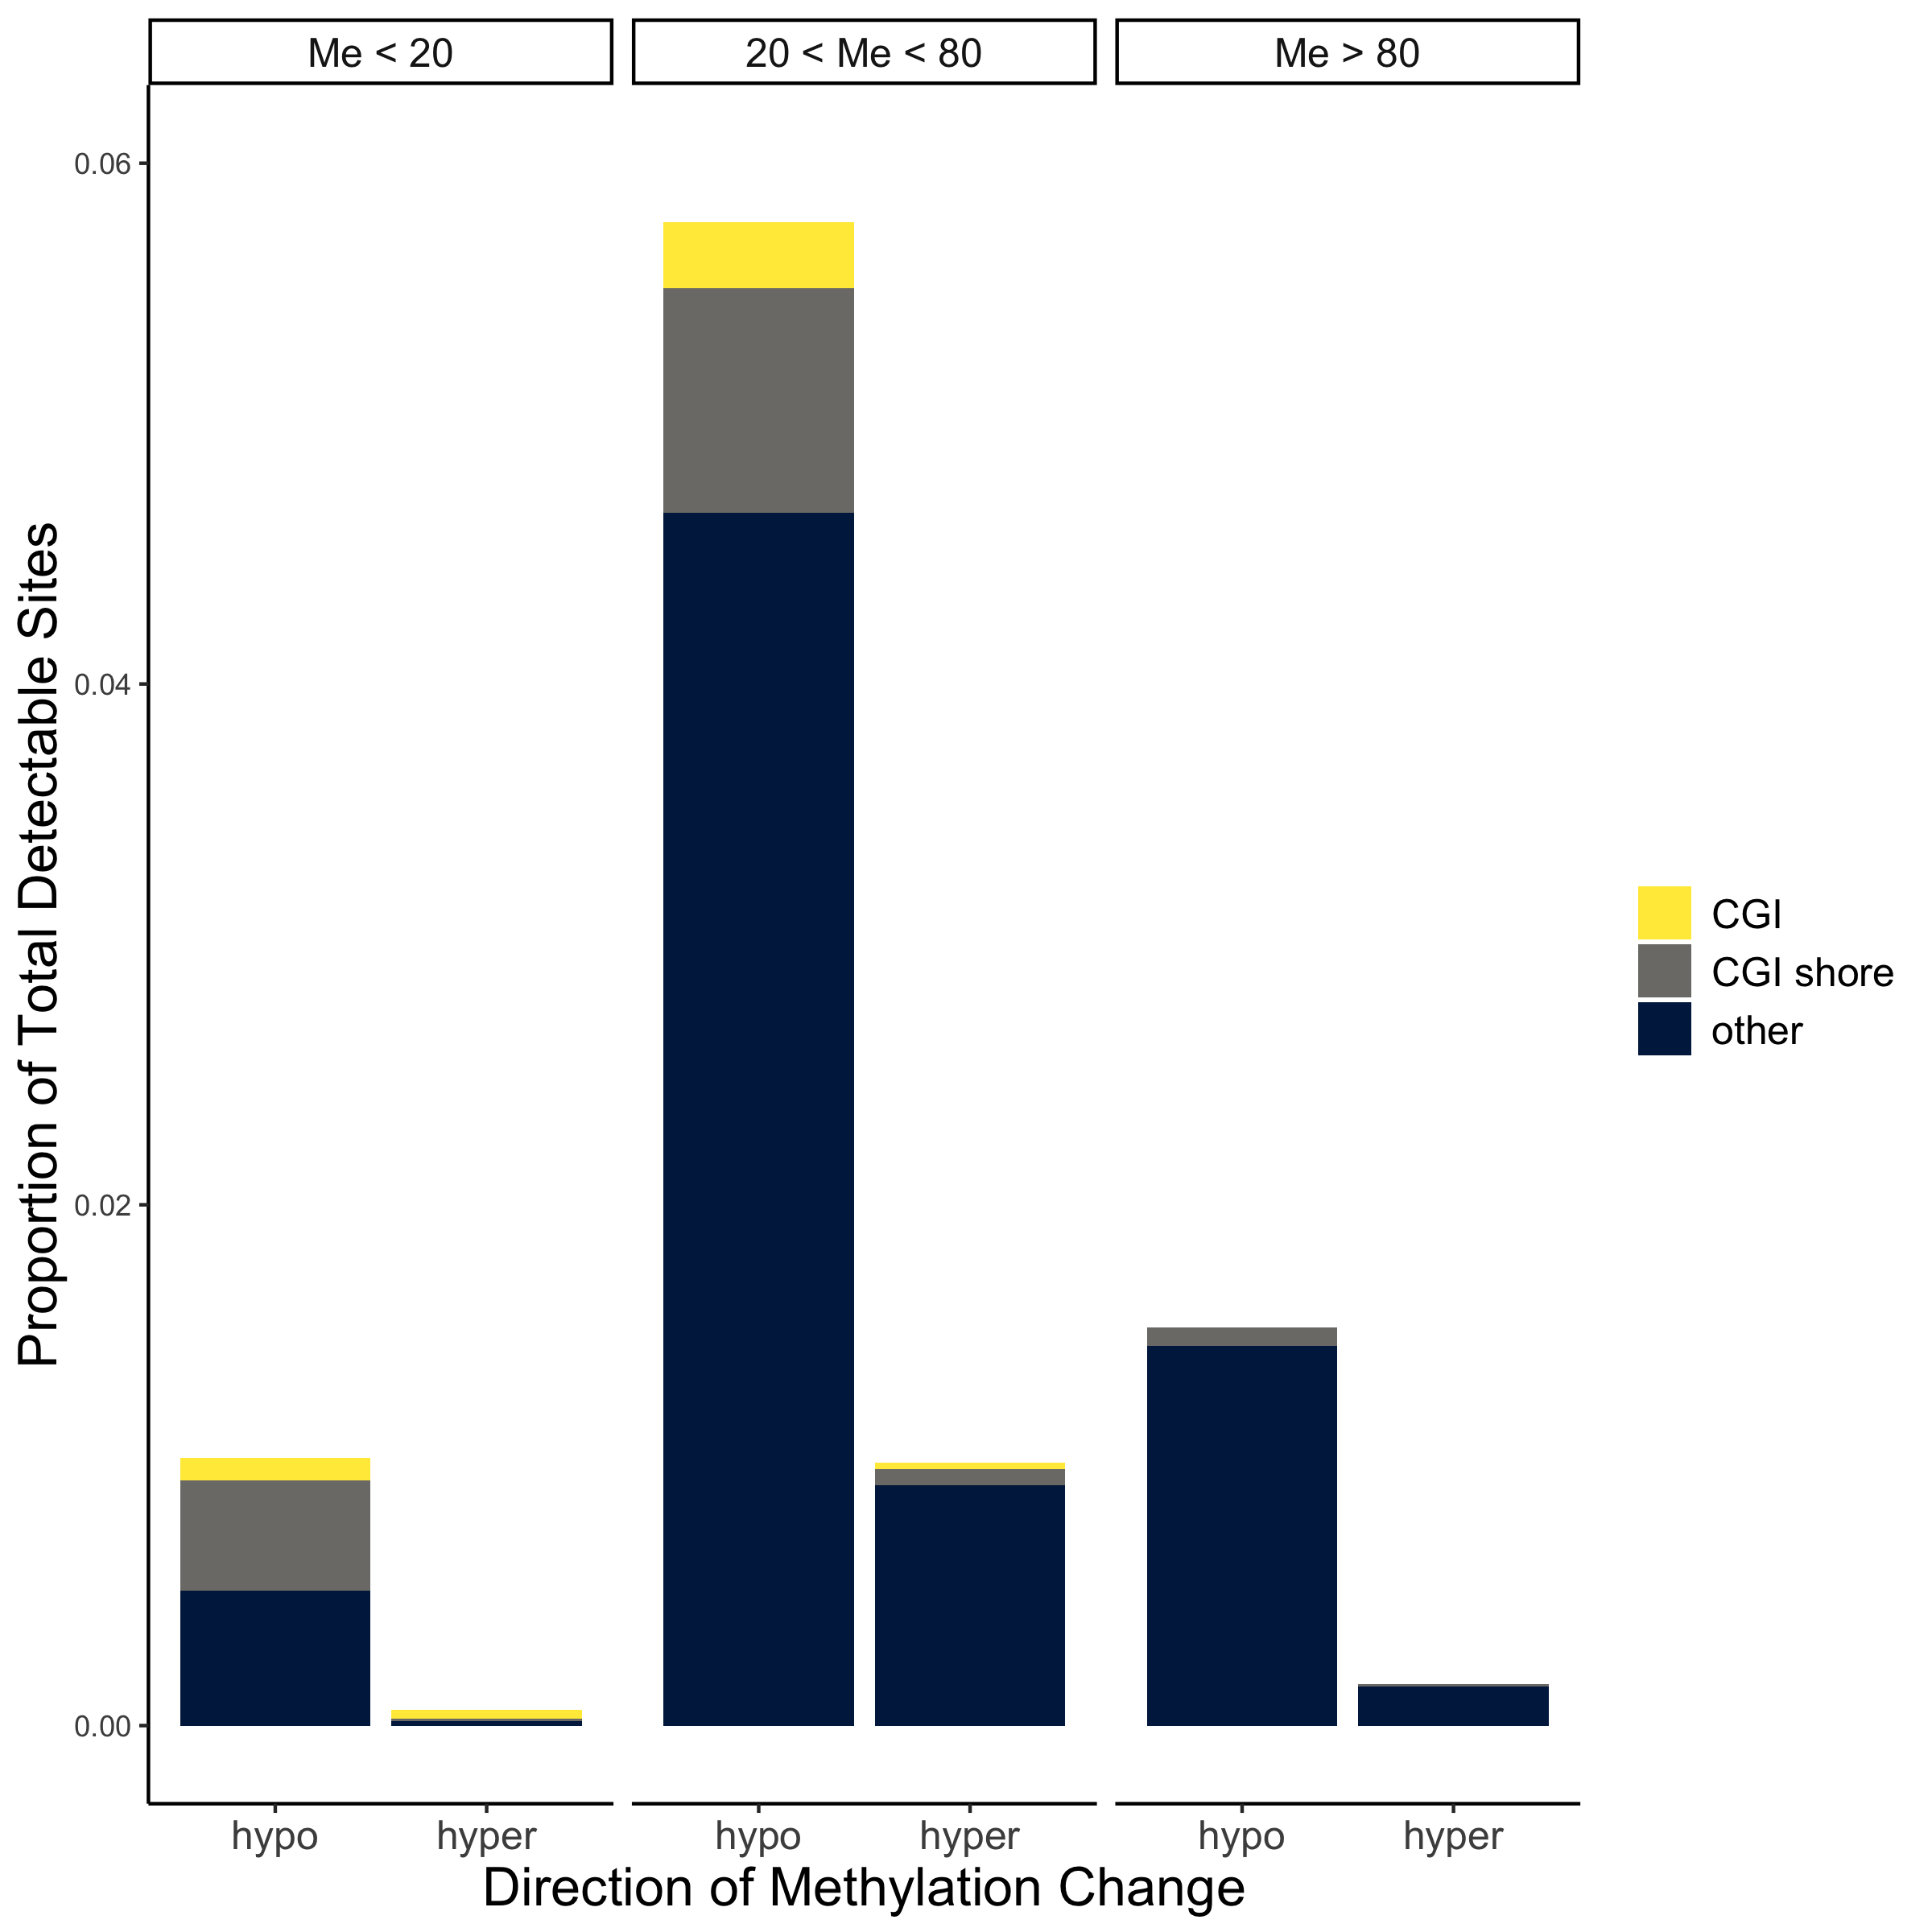 Me < 20
20 < Me < 80
Me > 80
Proportion of Total Detectable Sites
0.06
0.04
0.02
0.00
hypo hyper hypo hyper hypo hyper
Direction of Methylation Change
CGI
CGI shore
other